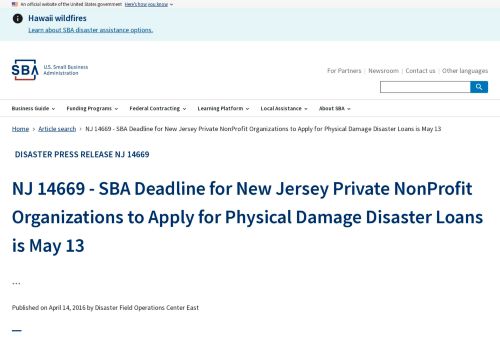 An official website of the United States government Here's how you know
Hawaii wildfires
Learn about SBA disaster assistance options.
SBA U.S. Small Business
Administration
For Partners Newsroom Contact us Other languages
Business Guide Funding Programs Federal Contracting Learning Platform Local Assistance About SBA
Home Article search NJ 14669 - SBA Deadline for New Jersey Private NonProfit Organizations to Apply for Physical Damage Disaster Loans is May 13
DISASTER PRESS RELEASE NJ 14669
NJ 14669 - SBA Deadline for New Jersey Private NonProfit
Organizations to Apply for Physical Damage Disaster Loans
is May 13
...
Published on April 14, 2016 by Disaster Field Operations Center East